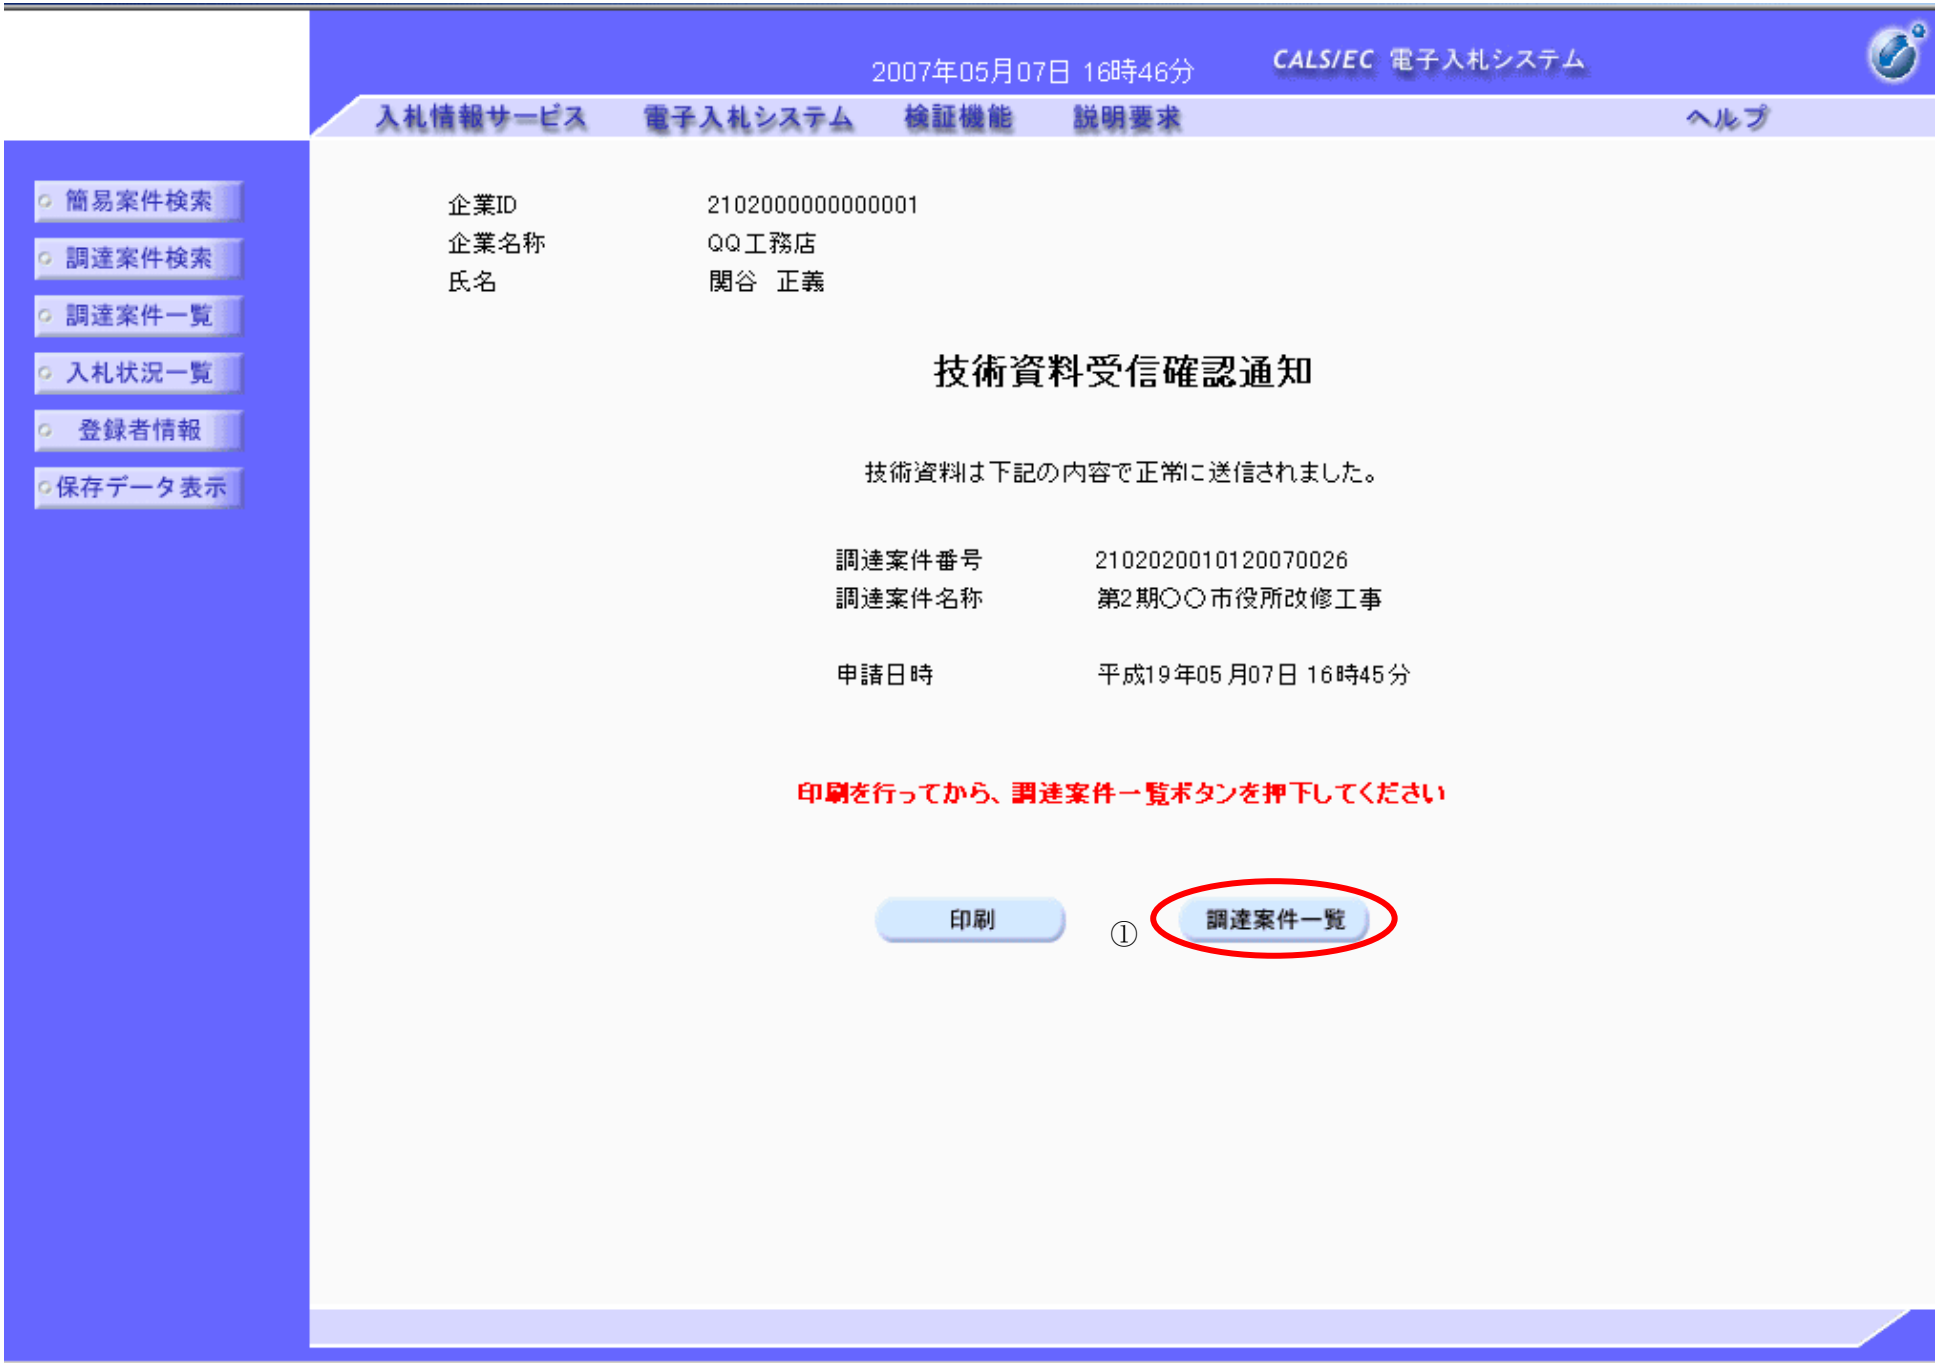 2007年05月07日 16時46分
CALS/EC 電子入札システム
入札情報サービス 電子入札システム 検証機能 説明要求 ヘルプ
簡易案件検索
調達案件検索
調達案件一覧
入札状況一覧
登録者情報
保存データ表示
企業ID 2102000000000001
企業名称 QQ工務店
氏名 関谷 正義
技術資料受信確認通知
技術資料は下記の内容で正常に送信されました。
調達案件番号 2102020010120070026
調達案件名称 第2期〇〇市役所改修工事
申請日時 平成19年05月07日 16時45分
印刷を行ってから、調達案件一覧ボタンを押下してください
印刷 ① 調達案件一覧